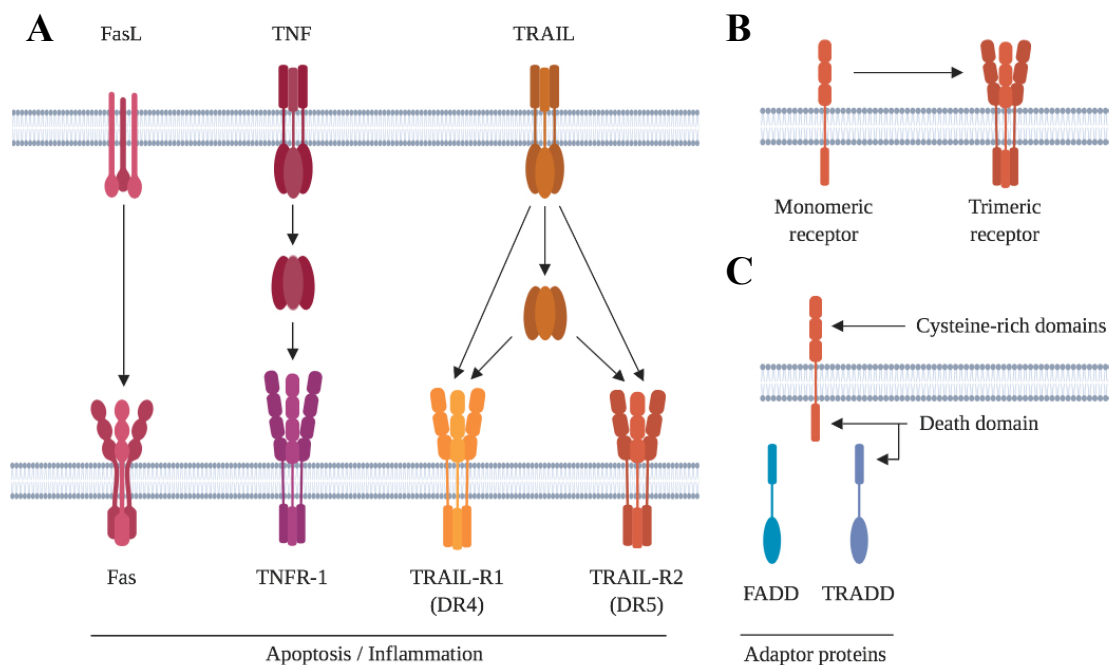 A
FasL
TNF
TRAIL
Fas
TNFR-1
TRAIL-R1
(DR4)
TRAIL-R2
(DR5)
Apoptosis / Inflammation
B
Monomeric
receptor
Trimeric
receptor
C
Cysteine-rich domains
Death domain
FADD
TRADD
Adaptor proteins